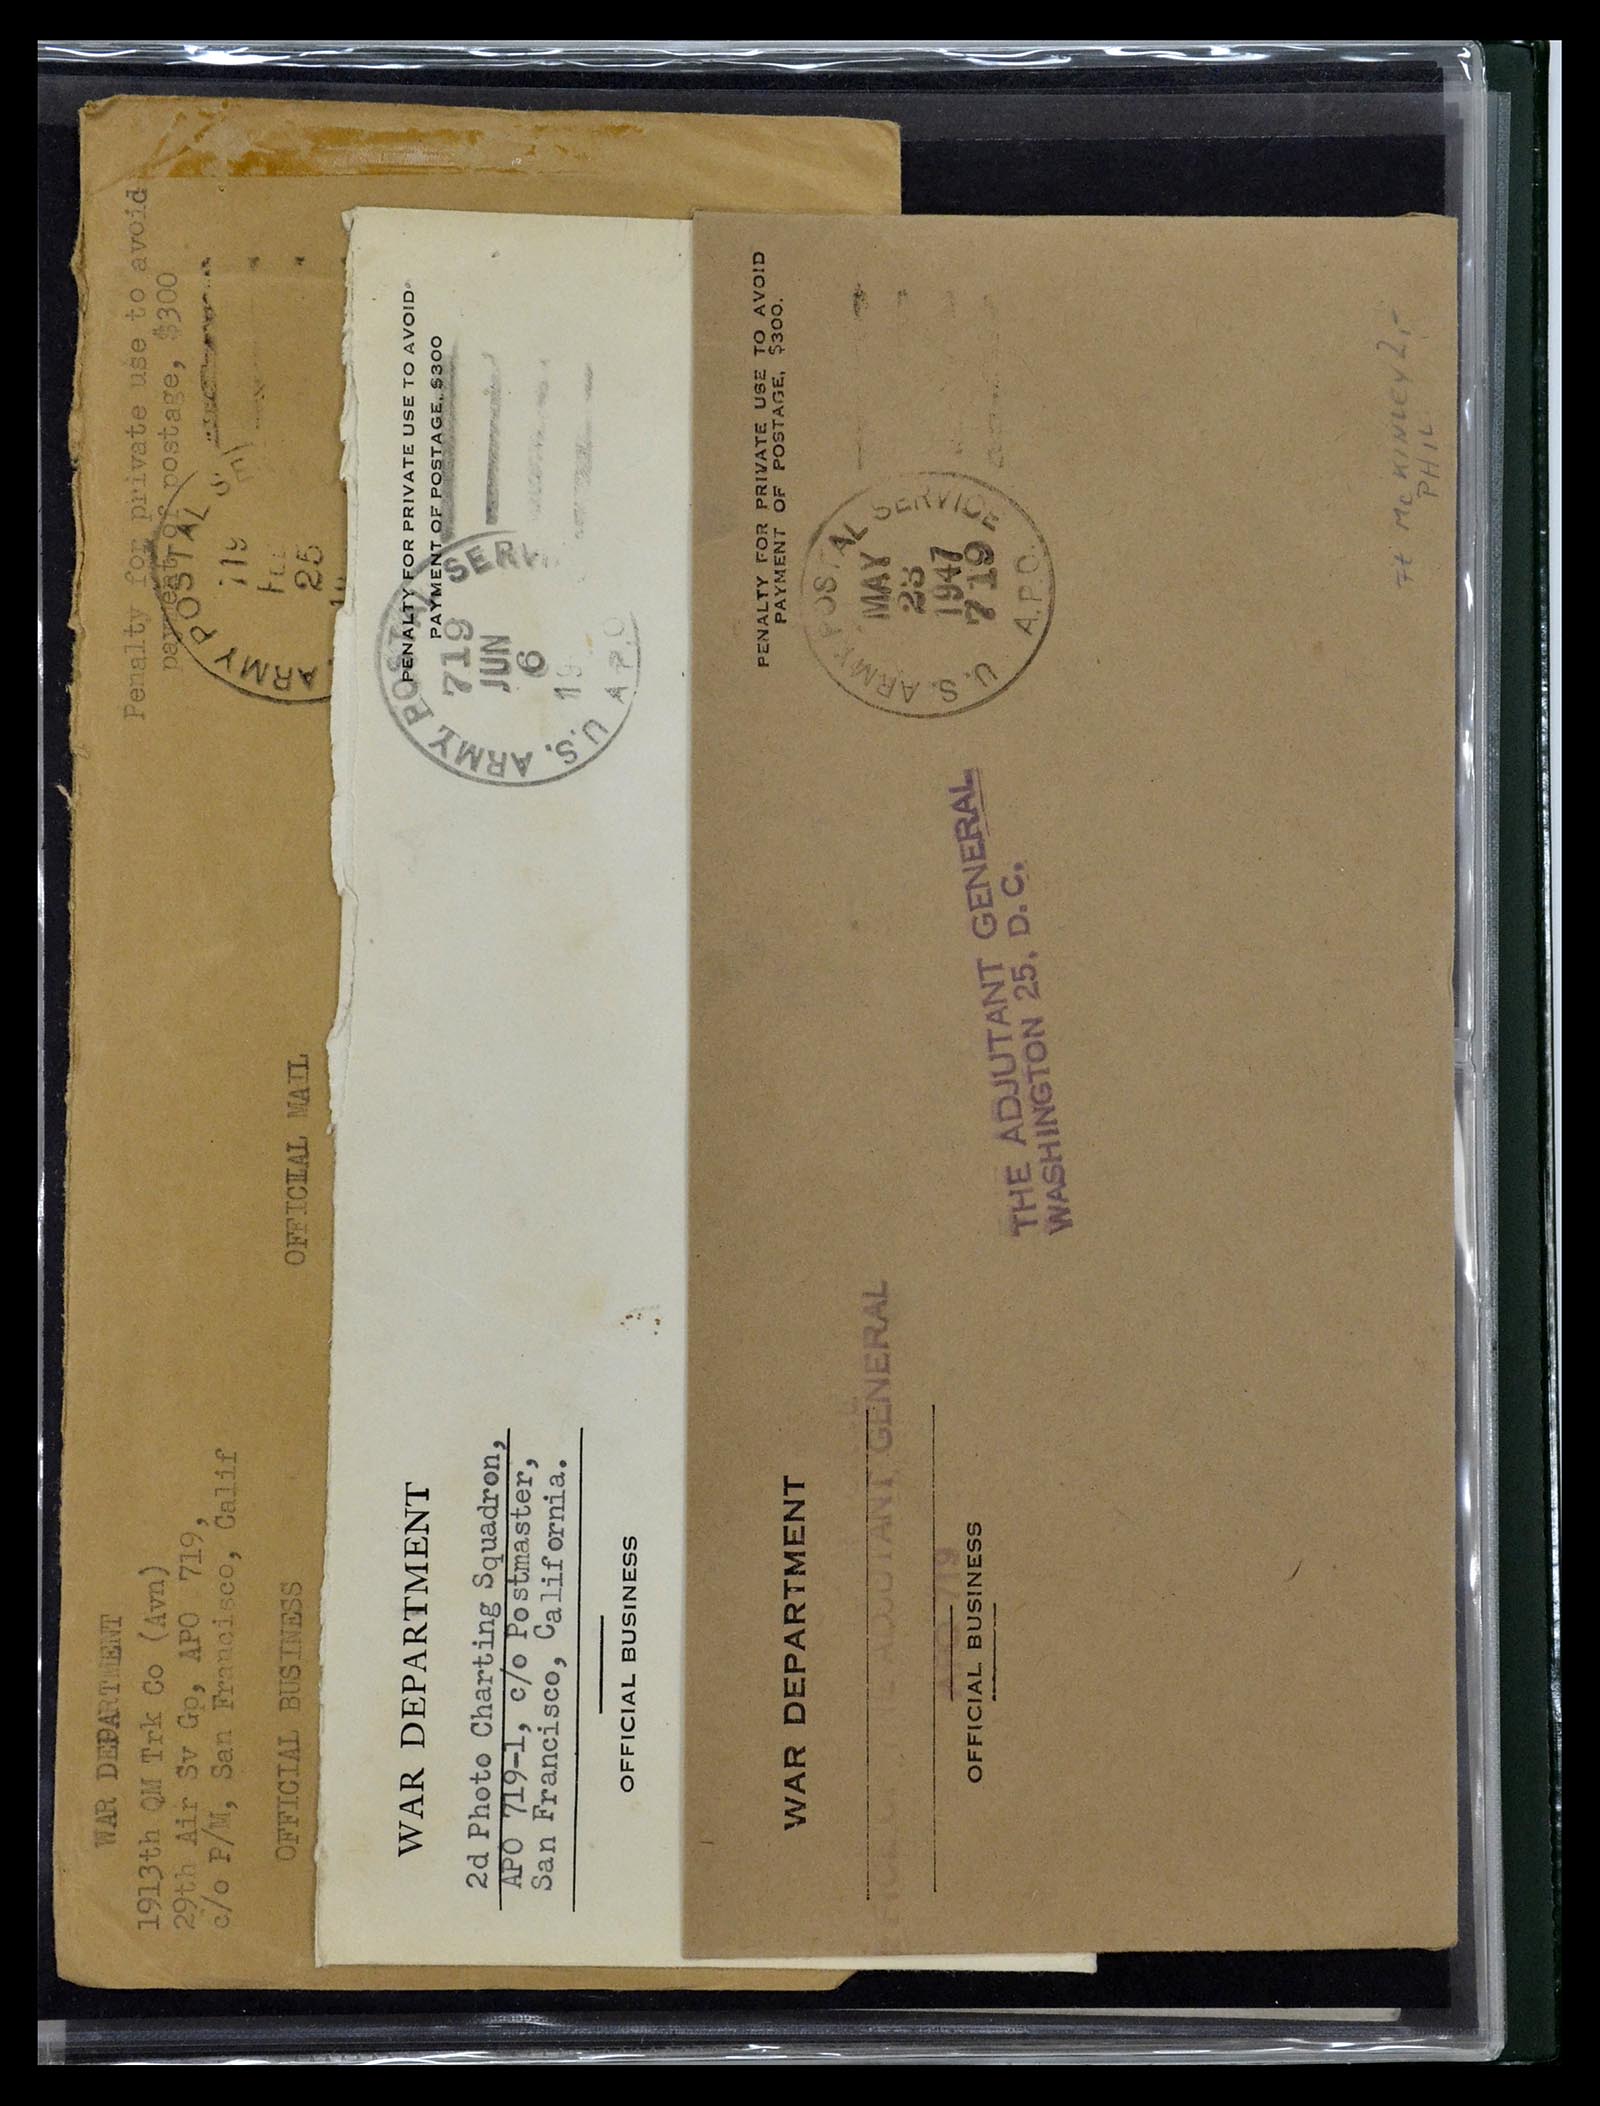 WAR DEPARTMENT
1913th QM Trk Co (Avn)
29th Air Sv Gp, APO 719,
c/o P/M, San Francisco, Calif
OFFICIAL BUSINESS
OFFICIAL MAIL
Penalty for private use to avoid
payment of postage, $300
ARMY POSTAL
719
25
WAR DEPARTMENT
2d Photo Charting Squadron,
APO 719-1, c/o Postmaster,
San Francisco, California.
OFFICIAL BUSINESS
PENALTY FOR PRIVATE USE TO AVOID
PAYMENT OF POSTAGE, $300
U.S. ARMY POSTAL SERV
719
JUN
6
19
A.P.O
WAR DEPARTMENT
ADJUTANT GENERAL
APO 719
OFFICIAL BUSINESS
PENALTY FOR PRIVATE USE TO AVOID
PAYMENT OF POSTAGE, $300.
U.S. ARMY POSTAL SERVICE
MAY
23
1947
719
A.P.O.
THE ADJUTANT GENERAL
WASHINGTON 25, D.C.
Ft McKINLEY 2,-
PHIL